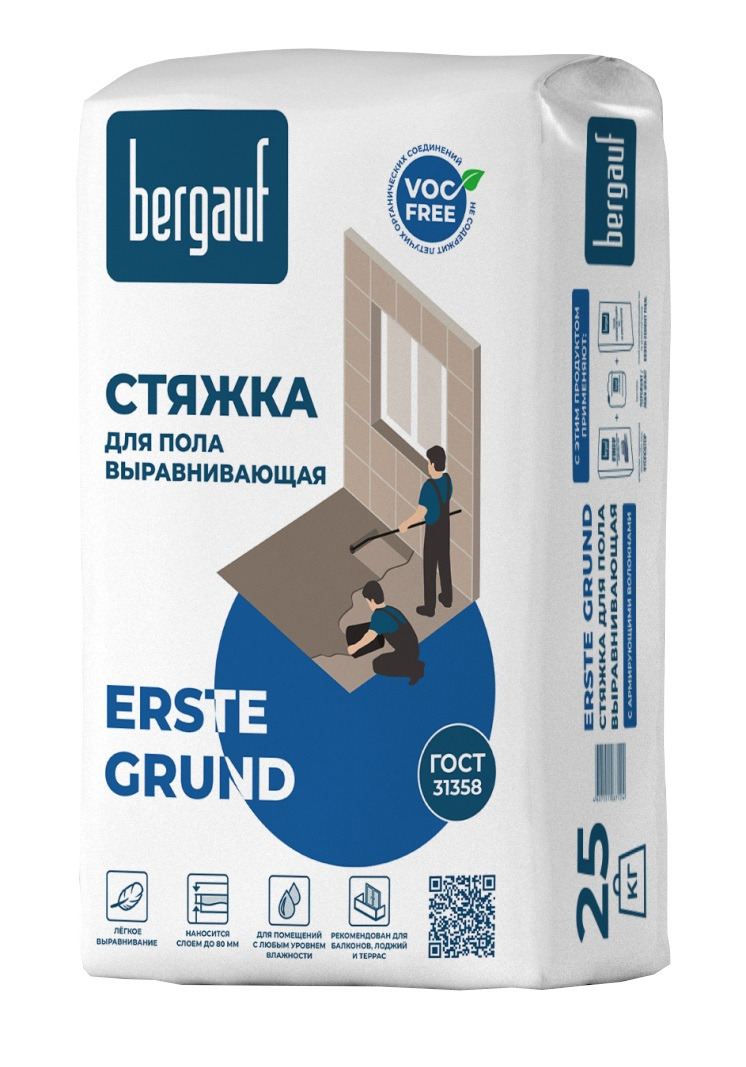 bergauf
НЕ СОДЕРЖИТ ЛЕТУЧИХ ОРГАНИЧЕСКИХ СОЕДИНЕНИЙ
VOC
FREE
СТЯЖКА
ДЛЯ ПОЛА
ВЫРАВНИВАЮЩАЯ
ERSTE
GRUND
ГОСТ
31358
ЛЁГКОЕ
ВЫРАВНИВАНИЕ
НАНОСИТСЯ
СЛОЕМ ДО 80 ММ
ДЛЯ ПОМЕЩЕНИЙ
С ЛЮБЫМ УРОВНЕМ
ВЛАЖНОСТИ
РЕКОМЕНДОВАН ДЛЯ
БАЛКОНОВ, ЛОДЖИЙ
И ТЕРРАС
bergauf
С ЭТИМ ПРОДУКТОМ
ПРИМЕНЯЮТ:
+
+
ERSTE GRUND
СТЯЖКА ДЛЯ ПОЛА
ВЫРАВНИВАЮЩАЯ
С АРМИРУЮЩИМИ ВОЛОКНАМИ
25
КГ